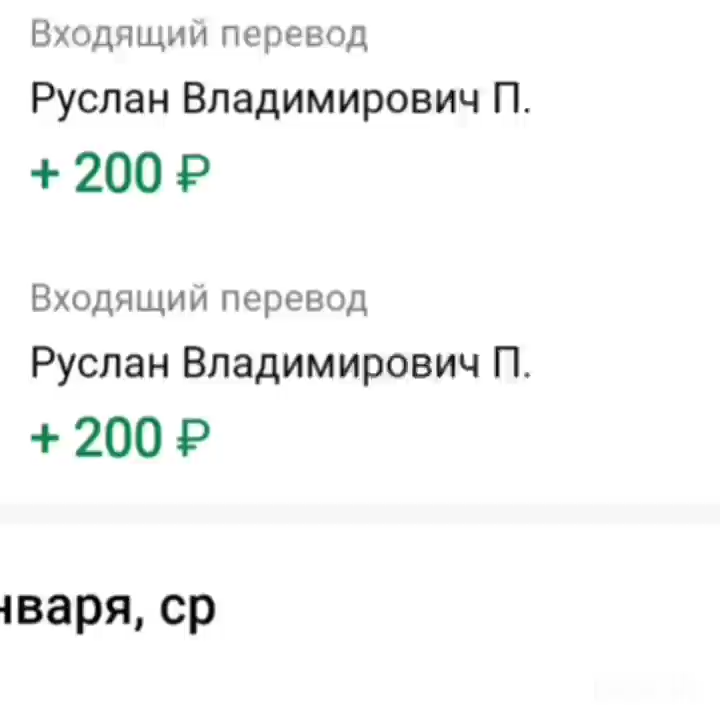 Входящий перевод
Руслан Владимирович П.
+ 200 ₽
Входящий перевод
Руслан Владимирович П.
+ 200 ₽
нваря, ср